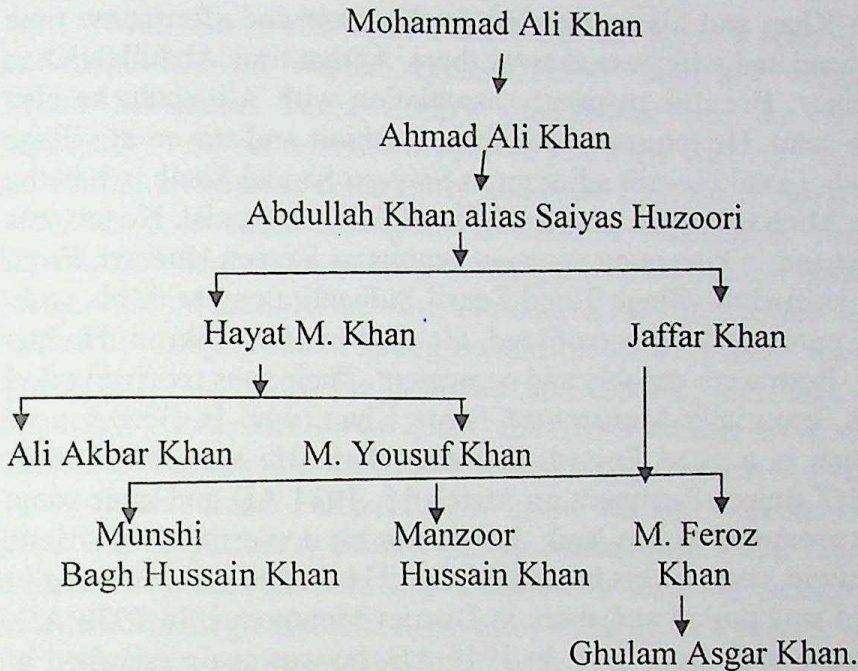 Mohammad Ali Khan
Ahmad Ali Khan
Abdullah Khan alias Saiyas Huzoori
Hayat M. Khan
Jaffar Khan
Ali Akbar Khan
M. Yousuf Khan
Munshi
Bagh Hussain Khan
Manzoor
Hussain Khan
M. Feroz
Khan
Ghulam Asgar Khan.